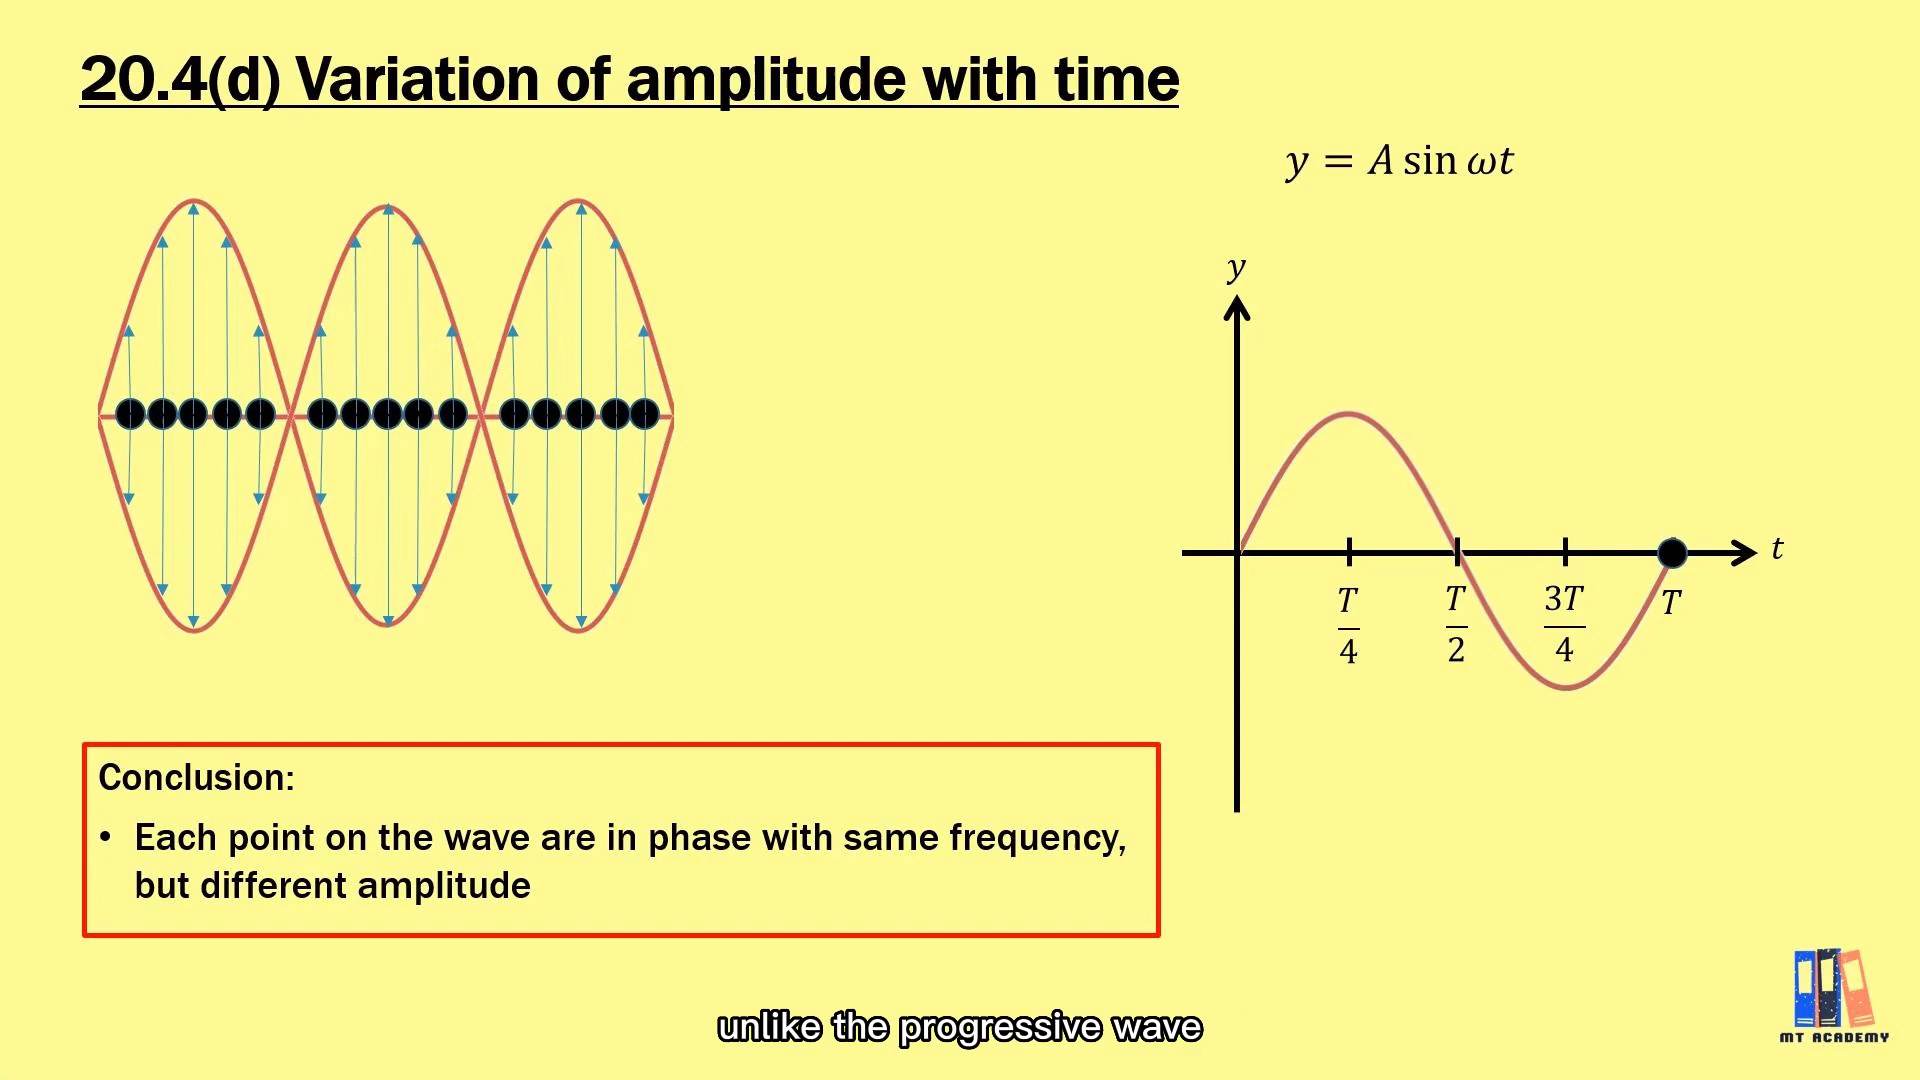 20.4(d) Variation of amplitude with time
y = A sin ωt
y
t
T/4 T/2 3T/4 T
Conclusion:
• Each point on the wave are in phase with same frequency,
but different amplitude
unlike the progressive wave
MT ACADEMY